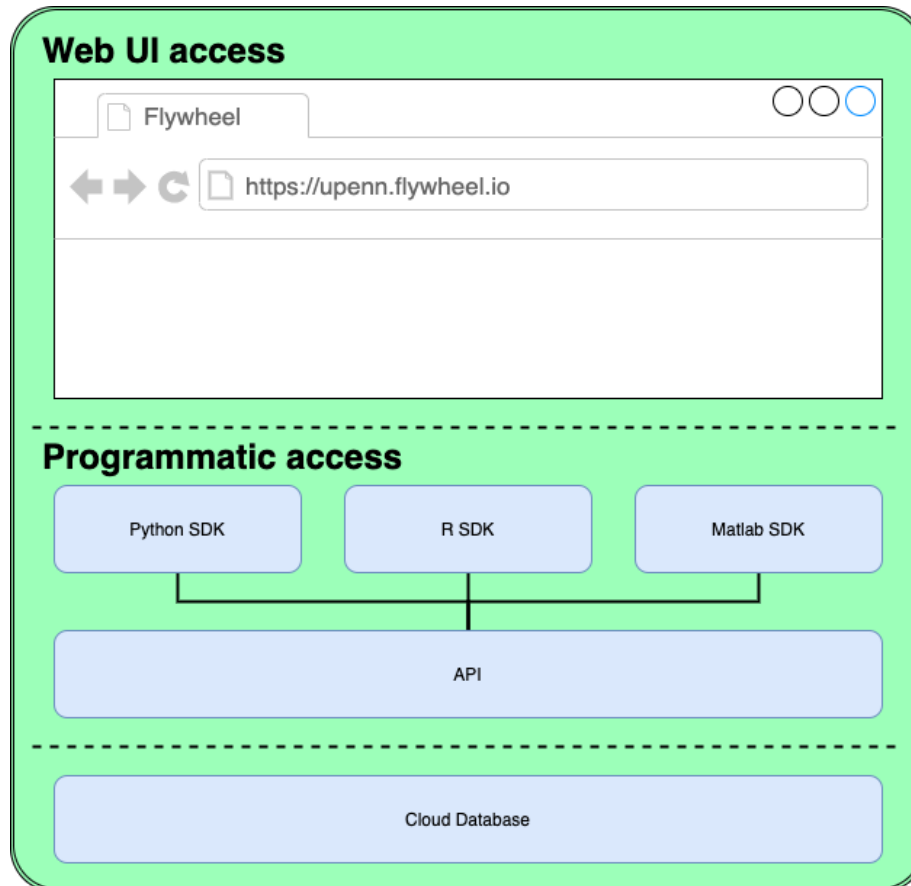 Web UI access
Flywheel
https://upenn.flywheel.io
Programmatic access
Python SDK
R SDK
Matlab SDK
API
Cloud Database